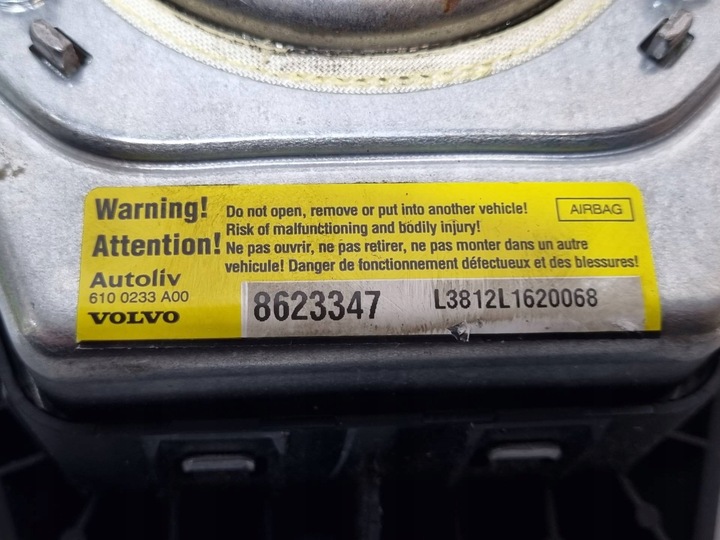 Warning! Do not open, remove or put into another vehicle! AIRBAG
Risk of malfunctioning and bodily injury!
Attention! Ne pas ouvrir, ne pas retirer, ne pas monter dans un autre
vehicule! Danger de fonctionnement défectueux et des blessures!
Autoliv
610 0233 A00
VOLVO
8623347 L3812L1620068